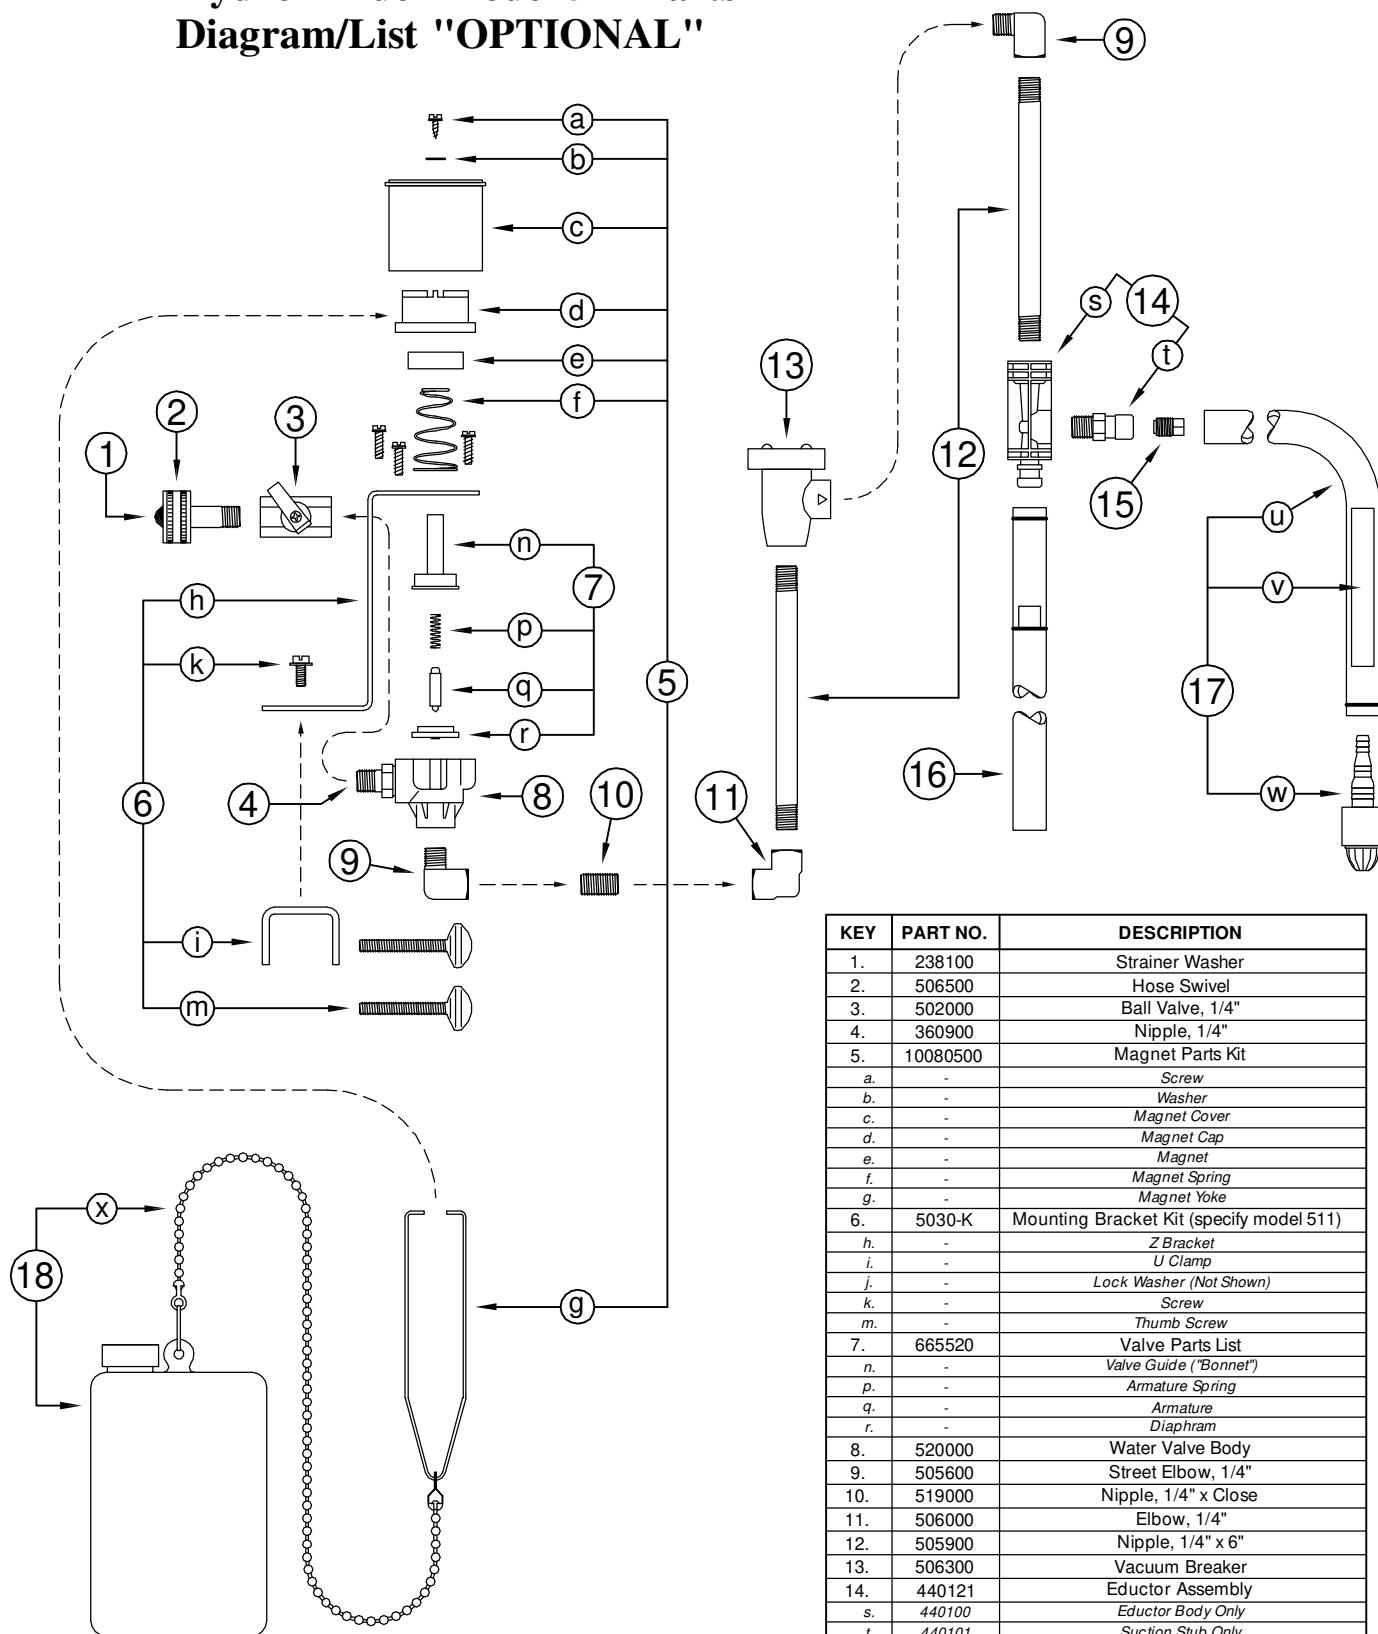 Diagram/List "OPTIONAL"
a
b
c
d
e
f
9
s
14
t
13
2
3
1
12
15
n
7
h
p
k
q
5
u
v
17
r
6
4
8
10
11
16
w
9
i
m
x
18
g
KEY PART NO. DESCRIPTION
1. 238100 Strainer Washer
2. 506500 Hose Swivel
3. 502000 Ball Valve, 1/4"
4. 360900 Nipple, 1/4"
5. 10080500 Magnet Parts Kit
a. - Screw
b. - Washer
c. - Magnet Cover
d. - Magnet Cap
e. - Magnet
f. - Magnet Spring
g. - Magnet Yoke
6. 5030-K Mounting Bracket Kit (specify model 511)
h. - Z Bracket
i. - U Clamp
j. - Lock Washer (Not Shown)
k. - Screw
m. - Thumb Screw
7. 665520 Valve Parts List
n. - Valve Guide ("Bonnet")
p. - Armature Spring
q. - Armature
r. - Diaphram
8. 520000 Water Valve Body
9. 505600 Street Elbow, 1/4"
10. 519000 Nipple, 1/4" x Close
11. 506000 Elbow, 1/4"
12. 505900 Nipple, 1/4" x 6"
13. 506300 Vacuum Breaker
14. 440121 Eductor Assembly
s. 440100 Eductor Body Only
t. 440101 Suction Stub Only